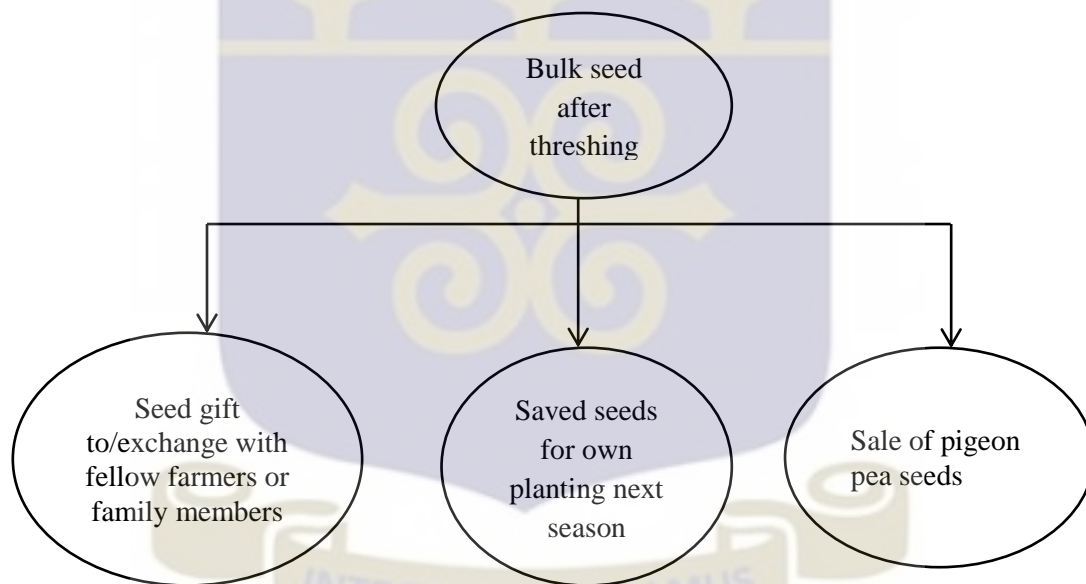 Bulk seed
after
threshing
Seed gift
to/exchange with
fellow farmers or
family members
Saved seeds
for own
planting next
season
Sale of pigeon
pea seeds